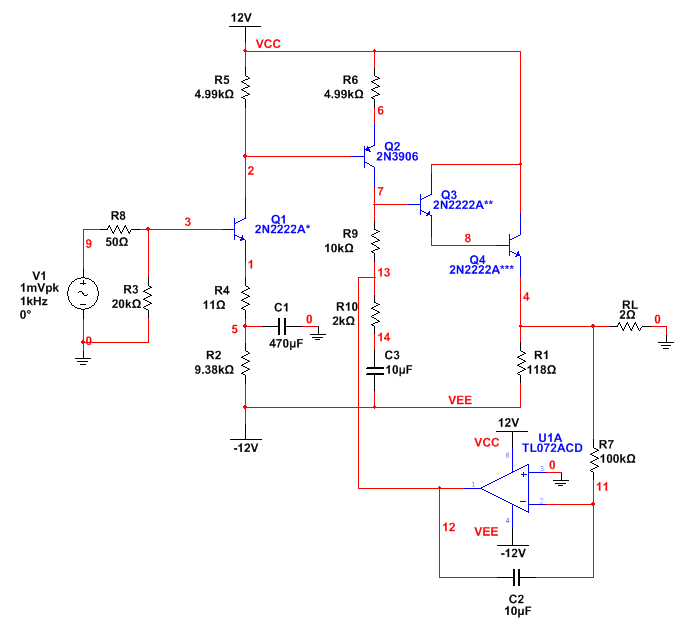 12V
VCC
R5
4.99kΩ
R6
4.99kΩ
6
Q2
2N3906
2
7
Q3
2N2222A**
R8
50Ω
3
Q1
2N2222A*
9
R9
10kΩ
8
Q4
2N2222A***
1
13
V1
1mVpk
1kHz
0°
R3
20kΩ
R4
11Ω
C1
470µF
0
5
R10
2kΩ
4
RL
2Ω
0
0
14
R2
9.38kΩ
C3
10µF
R1
118Ω
VEE
-12V
12V
VCC
U1A
TL072ACD
R7
100kΩ
6
3
0
1
2
11
4
12
VEE
-12V
C2
10µF